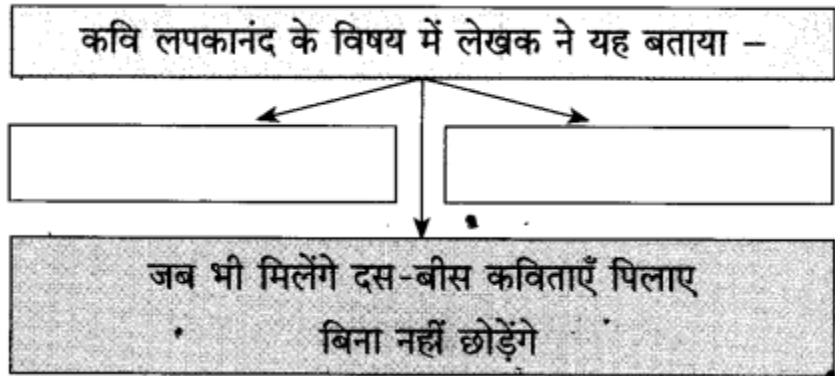 कवि लपकानंद के विषय में लेखक ने यह बताया –
जब भी मिलेंगे दस-बीस कविताएँ पिलाए
बिना नहीं छोड़ेंगे